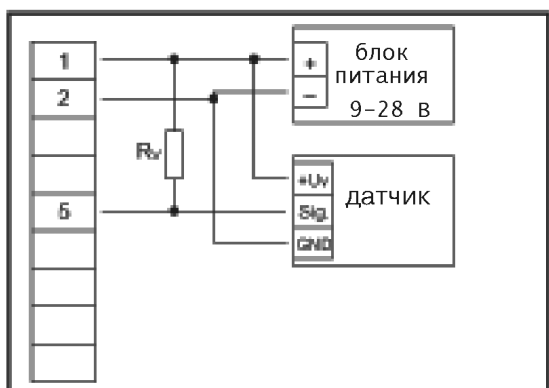 1
2
5
Rv
+
−
блок
питания
9-28 В
+Uv
Sig.
GND
датчик